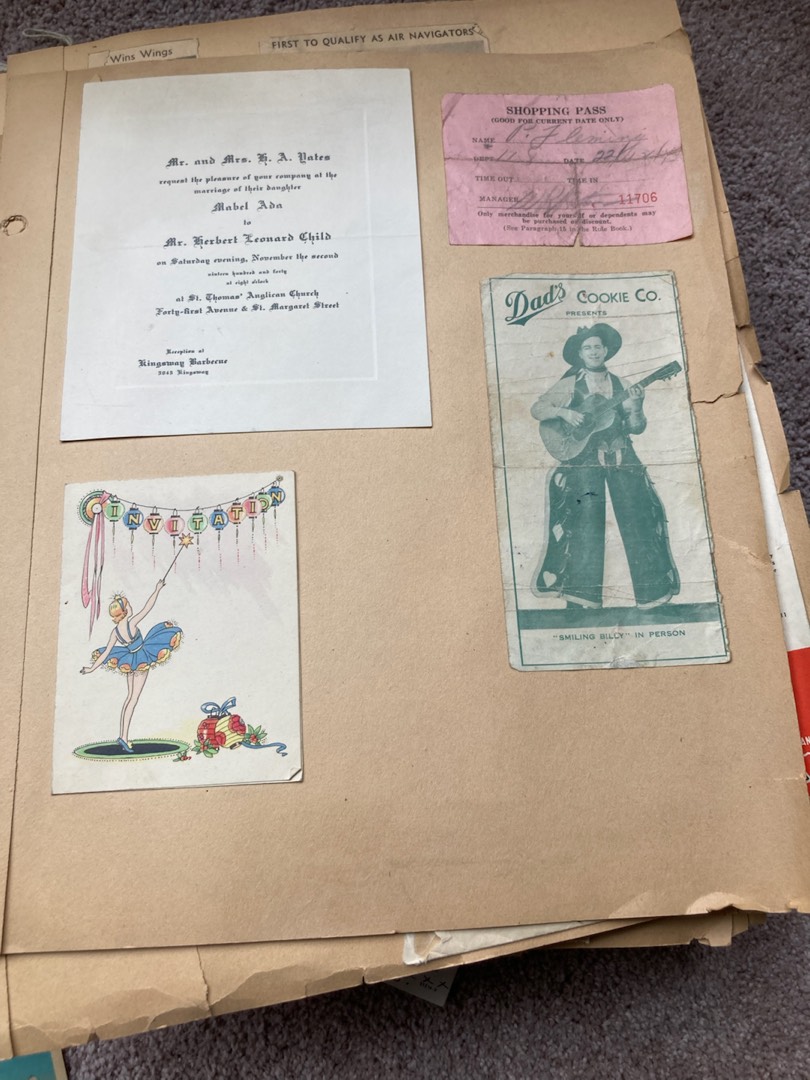 Wins Wings
FIRST TO QUALIFY AS AIR NAVIGATORS
Mr. and Mrs. H. A. Yates
request the pleasure of your company at the
marriage of their daughter
Mabel Ada
to
Mr. Herbert Leonard Child
on Saturday evening, November the second
nineteen hundred and forty
at eight o'clock
at St. Thomas' Anglican Church
Forty-first Avenue & St. Margaret Street
Reception at
Kingsway Barbecue
Kingsway
SHOPPING PASS
(GOOD FOR CURRENT DATE ONLY)
NAME P. Fleming
DEPT. 11 DATE 22
TIME OUT TIME IN
MANAGER 11706
Only merchandise for yourself or dependents may
be purchased at discount.
(See Paragraph 15 in the Rule Book.)
Dad's COOKIE CO.
PRESENTS
"SMILING BILLY" IN PERSON
INVITATION